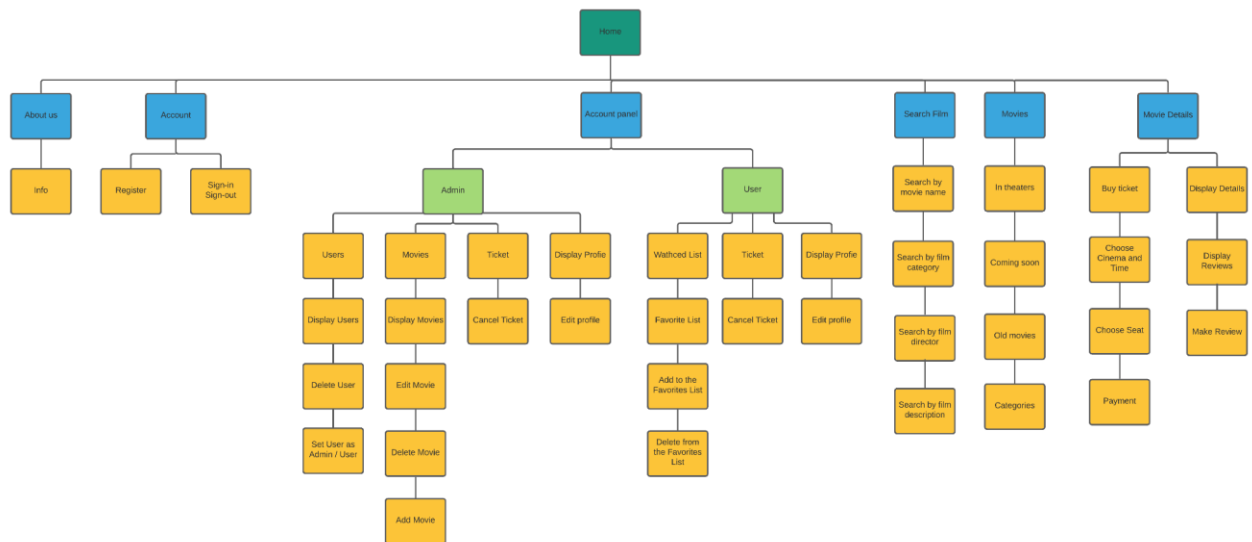 Home
About us
Account
Account panel
Search Film
Movies
Movie Details
Info
Register
Sign-in
Sign-out
Admin
User
Search by
movie name
In theaters
Buy ticket
Display Details
Users
Movies
Ticket
Display Profie
Wathced List
Ticket
Display Profie
Search by film
category
Coming soon
Choose
Cinema and
Time
Display
Reviews
Display Users
Display Movies
Cancel Ticket
Edit profile
Favorite List
Cancel Ticket
Edit profile
Search by film
director
Old movies
Choose Seat
Make Review
Delete User
Edit Movie
Add to the
Favorites List
Search by film
description
Categories
Payment
Set User as
Admin / User
Delete Movie
Delete from
the Favorites
List
Add Movie